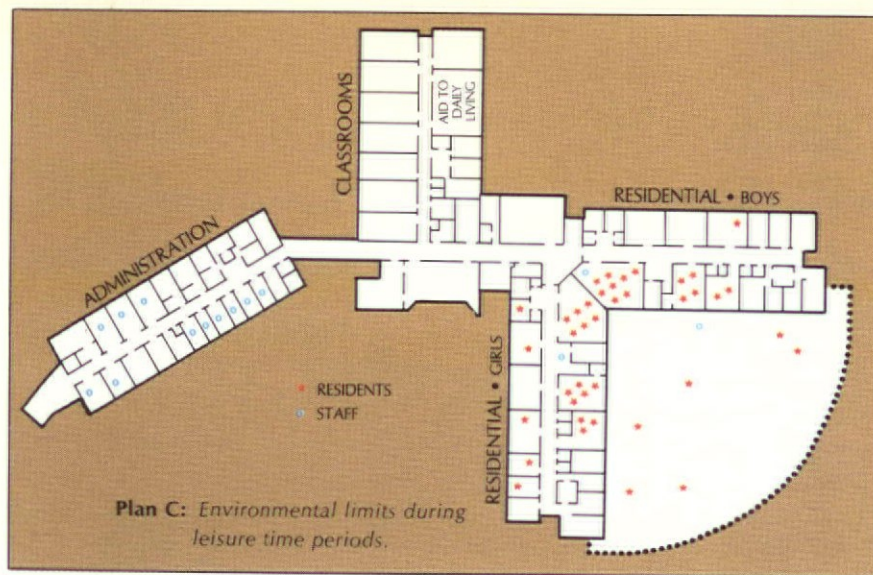 CLASSROOMS
AID TO
DAILY
LIVING
RESIDENTIAL • BOYS
ADMINISTRATION
RESIDENTIAL • GIRLS
RESIDENTS
STAFF
Plan C: Environmental limits during
leisure time periods.